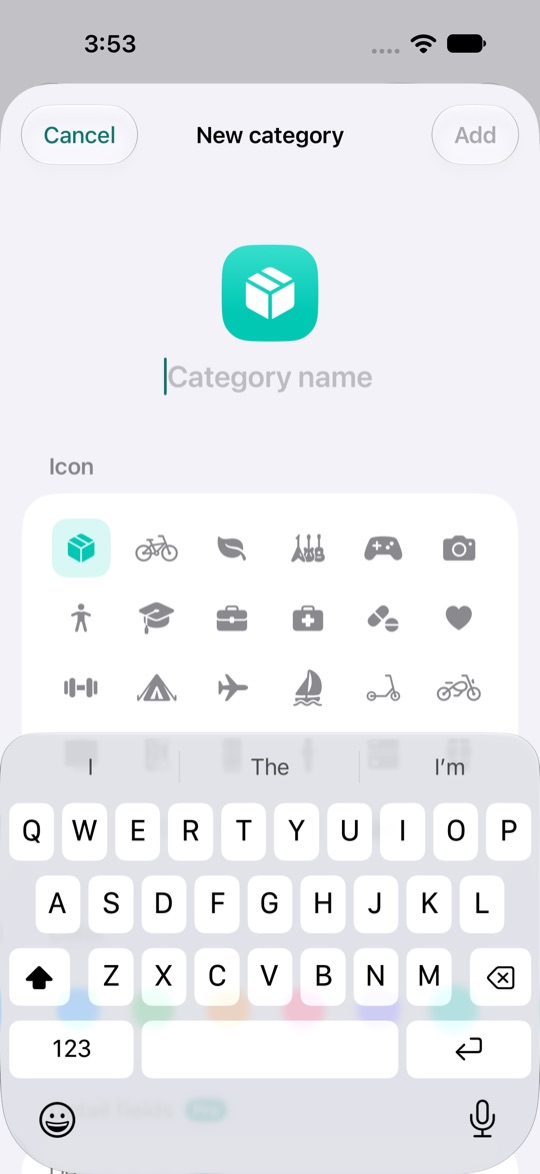 3:53
Cancel
New category
Add
Category name
Icon
I
The
I'm
Q W E R T Y U I O P
A S D F G H J K L
Z X C V B N M
123